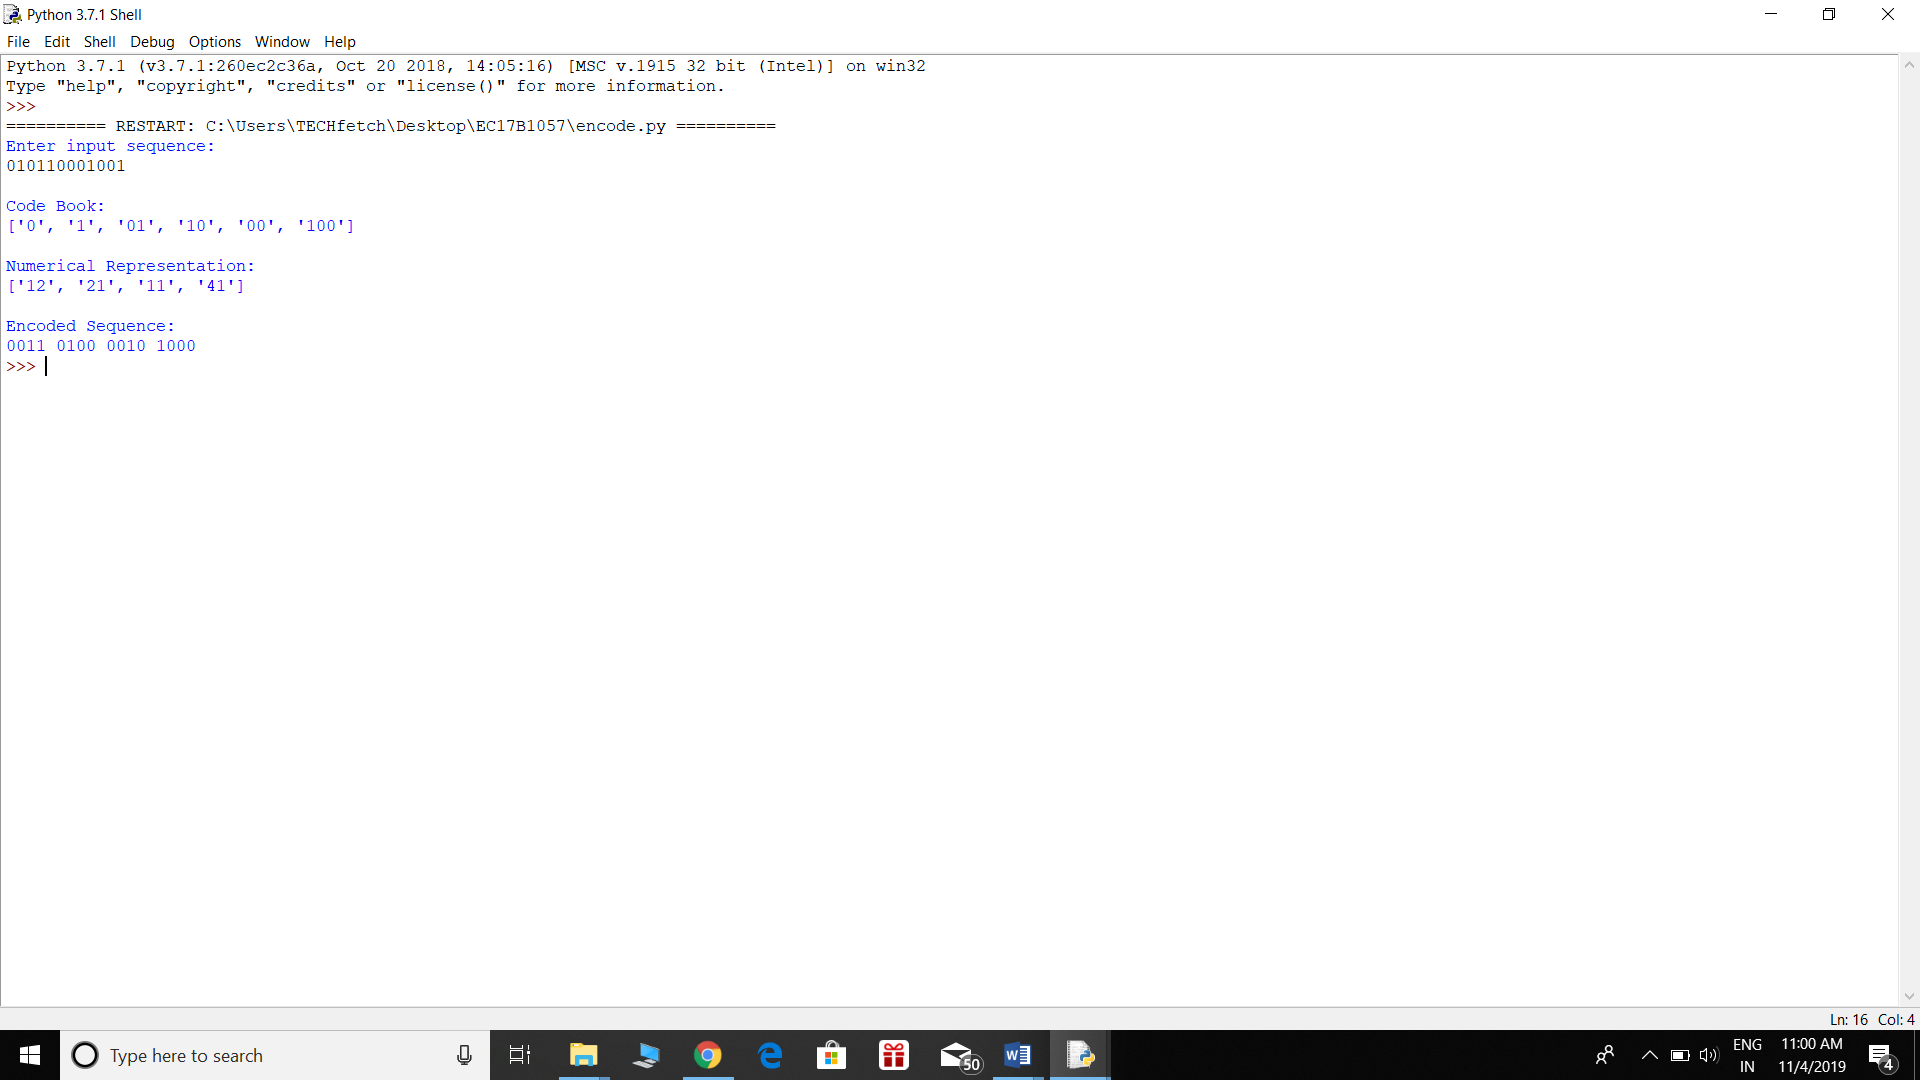 Python 3.7.1 Shell
File Edit Shell Debug Options Window Help
Python 3.7.1 (v3.7.1:260ec2c36a, Oct 20 2018, 14:05:16) [MSC v.1915 32 bit (Intel)] on win32
Type "help", "copyright", "credits" or "license()" for more information.
>>>
========== RESTART: C:\Users\TECHfetch\Desktop\EC17B1057\encode.py ==========
Enter input sequence:
010110001001
Code Book:
['0', '1', '01', '10', '00', '100']
Numerical Representation:
['12', '21', '11', '41']
Encoded Sequence:
0011 0100 0010 1000
>>>
Ln: 16 Col: 4
Type here to search
50
ENG
IN
11:00 AM
11/4/2019
4